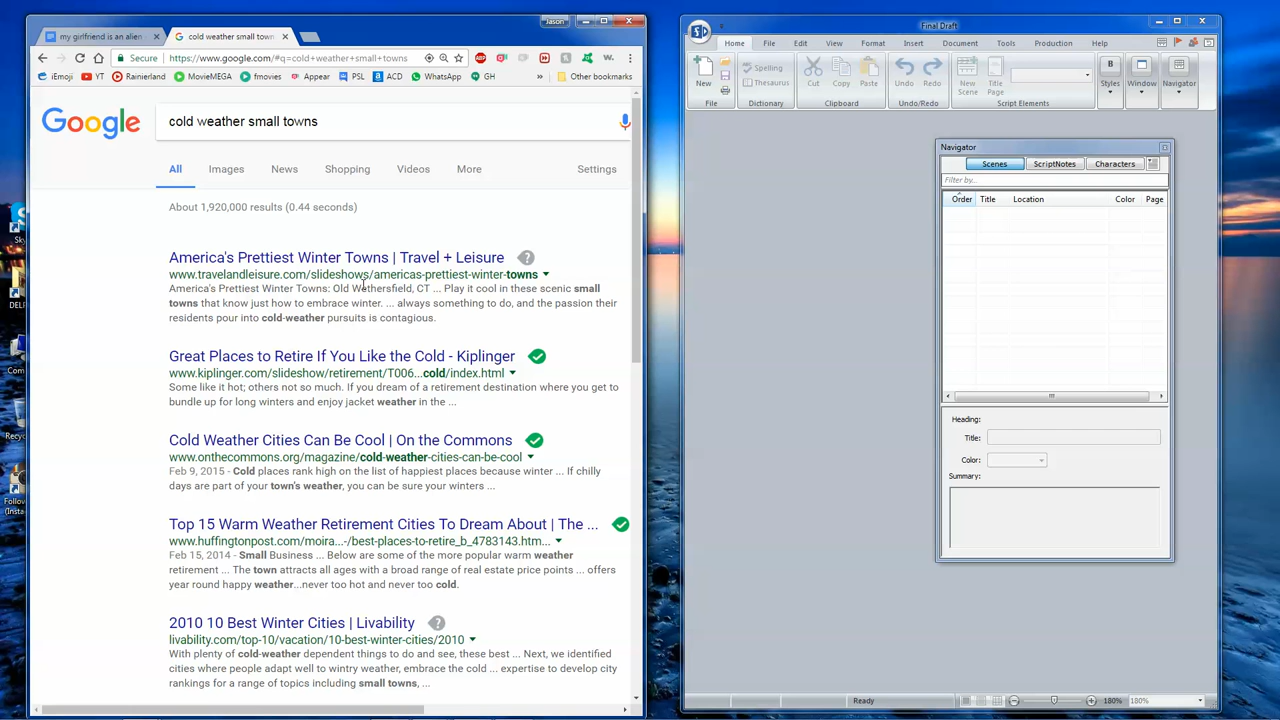 Jason
my girlfriend is an alien
cold weather small town
Secure
https://www.google.com/#q=cold+weather+small+towns
iEmoji
YT
Rainierland
MovieMEGA
fmovies
Appear
PSL
ACD
WhatsApp
GH
»
Other bookmarks
Google
cold weather small towns
All
Images
News
Shopping
Videos
More
Settings
About 1,920,000 results (0.44 seconds)
America's Prettiest Winter Towns | Travel + Leisure
www.travelandleisure.com/slideshows/americas-prettiest-winter-towns
America's Prettiest Winter Towns: Old Wethersfield, CT ... Play it cool in these scenic small
towns that know just how to embrace winter. ... always something to do, and the passion their
residents pour into cold-weather pursuits is contagious.
Great Places to Retire If You Like the Cold - Kiplinger
www.kiplinger.com/slideshow/retirement/T006...cold/index.html
Some like it hot; others not so much. If you dream of a retirement destination where you get to
bundle up for long winters and enjoy jacket weather in the ...
Cold Weather Cities Can Be Cool | On the Commons
www.onthecommons.org/magazine/cold-weather-cities-can-be-cool
Feb 9, 2015 - Cold places rank high on the list of happiest places because winter ... If chilly
days are part of your town's weather, you can be sure your winters ...
Top 15 Warm Weather Retirement Cities To Dream About | The ...
www.huffingtonpost.com/moira...-/best-places-to-retire_b_4783143.htm...
Feb 15, 2014 - Small Business ... Below are some of the more popular warm weather
retirement ... The town attracts all ages with a broad range of real estate price points ... offers
year round happy weather...never too hot and never too cold.
2010 10 Best Winter Cities | Livability
livability.com/top-10/vacation/10-best-winter-cities/2010
With plenty of cold-weather dependent things to do and see, these best ... Next, we identified
cities where people adapt well to wintry weather, embrace the cold ... expertise to develop city
rankings for a range of topics including small towns, ...
Final Draft
Home
File
Edit
View
Format
Insert
Document
Tools
Production
Help
New
File
Spelling
Thesaurus
Dictionary
Cut
Copy
Paste
Clipboard
Undo
Redo
Undo/Redo
New
Scene
Title
Page
Script Elements
Styles
Window
Navigator
Navigator
Scenes
ScriptNotes
Characters
Filter by...
Order
Title
Location
Color
Page
Heading:
Title:
Color:
Summary:
Ready
180%
180%